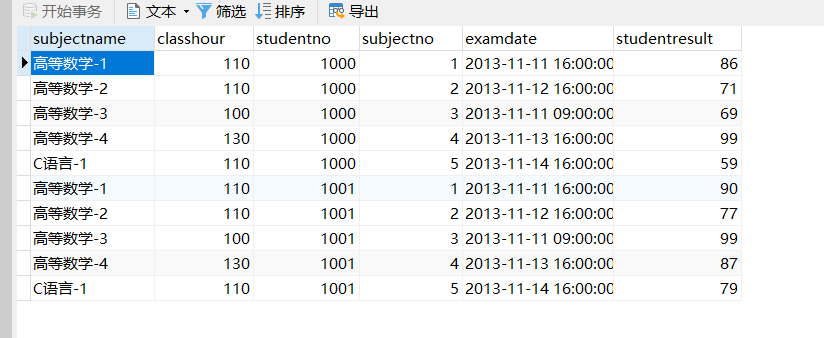 开始事务 文本 筛选 排序 导出
subjectname classhour studentno subjectno examdate studentresult
高等数学-1 110 1000 1 2013-11-11 16:00:00 86
高等数学-2 110 1000 2 2013-11-12 16:00:00 71
高等数学-3 100 1000 3 2013-11-11 09:00:00 69
高等数学-4 130 1000 4 2013-11-13 16:00:00 99
C语言-1 110 1000 5 2013-11-14 16:00:00 59
高等数学-1 110 1001 1 2013-11-11 16:00:00 90
高等数学-2 110 1001 2 2013-11-12 16:00:00 77
高等数学-3 100 1001 3 2013-11-11 09:00:00 99
高等数学-4 130 1001 4 2013-11-13 16:00:00 87
C语言-1 110 1001 5 2013-11-14 16:00:00 79